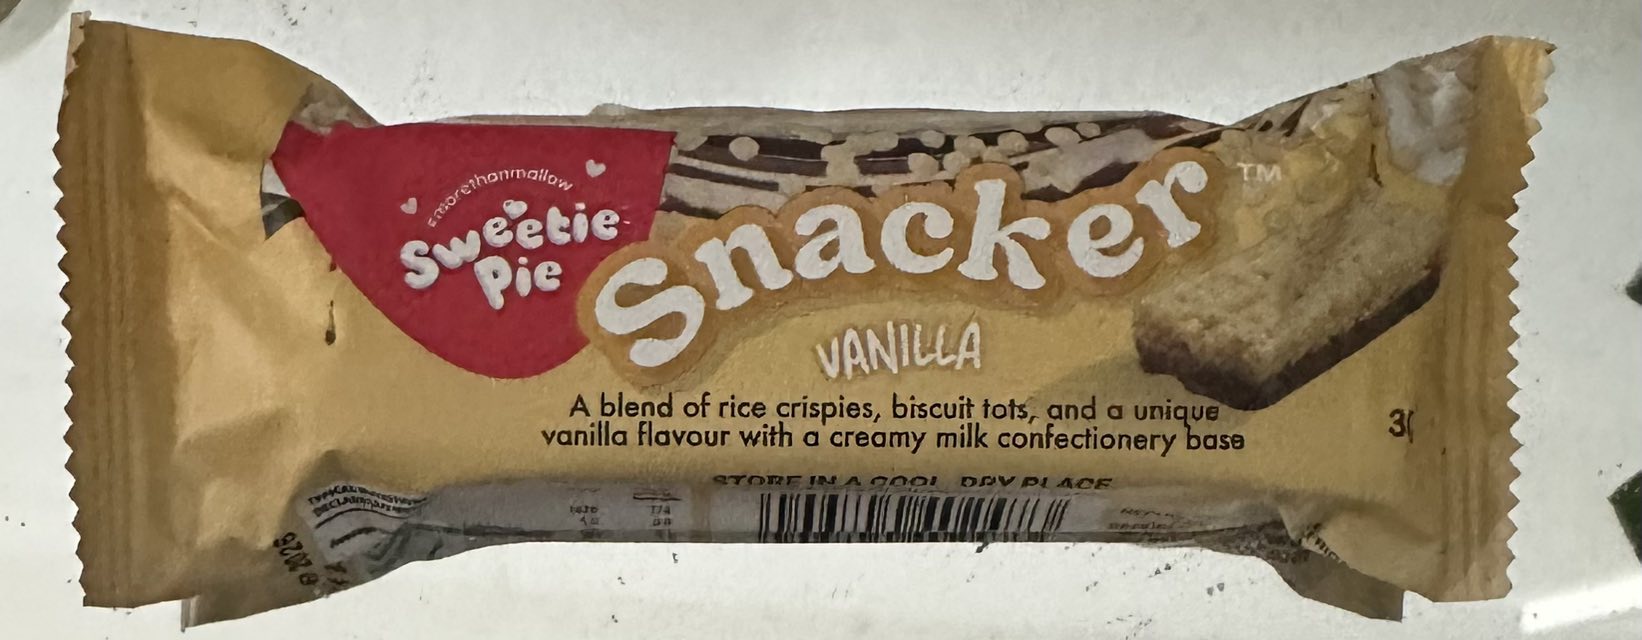 #morethanmallow
Sweetie
Pie
Snacker™
VANILLA
A blend of rice crispies, biscuit tots, and a unique
vanilla flavour with a creamy milk confectionery base
STORE IN A COOL, DRY PLACE